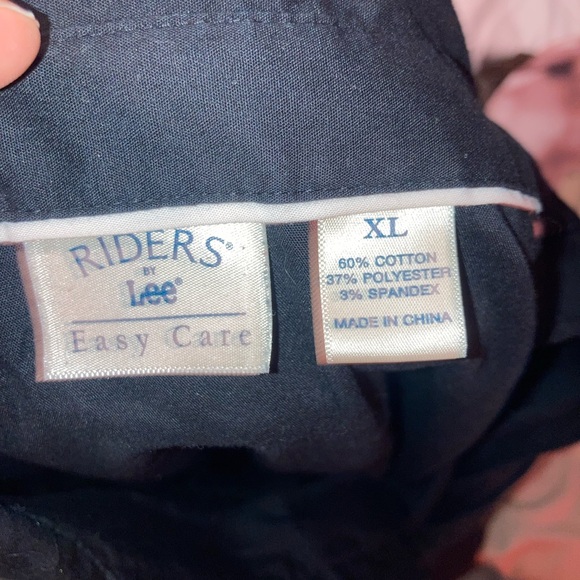 RIDERS®
BY
Lee®
Easy Care
XL
60% COTTON
37% POLYESTER
3% SPANDEX
MADE IN CHINA